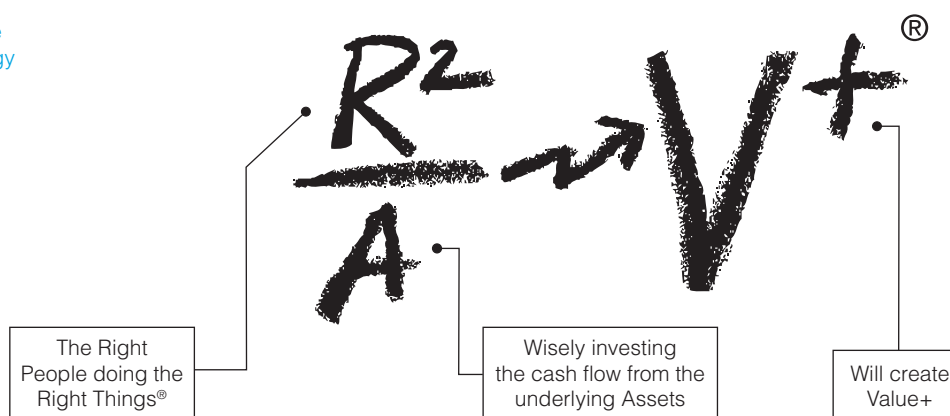 gy
®
R²
A
V+
The Right
People doing the
Right Things®
Wisely investing
the cash flow from the
underlying Assets
Will create
Value+